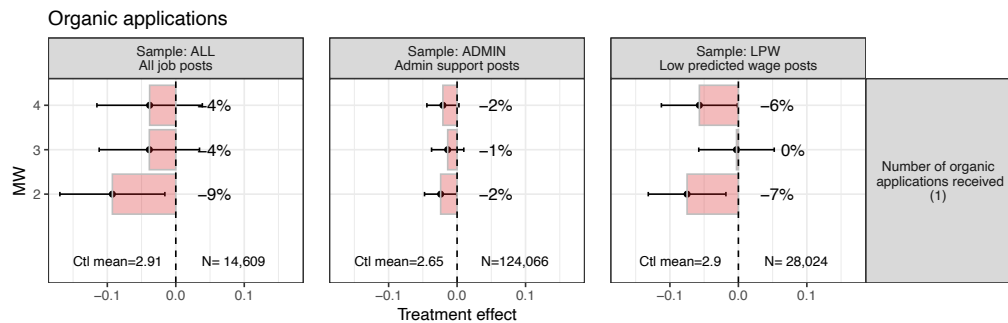 Organic applications
Sample: ALL
All job posts
Sample: ADMIN
Admin support posts
Sample: LPW
Low predicted wage posts
MW
4
3
2
−4%
−4%
−9%
Ctl mean=2.91
N= 14,609
−2%
−1%
−2%
Ctl mean=2.65
N=124,066
−6%
0%
−7%
Ctl mean=2.9
N= 28,024
Number of organic
applications received
(1)
−0.1
0.0
0.1
−0.1
0.0
0.1
−0.1
0.0
0.1
Treatment effect